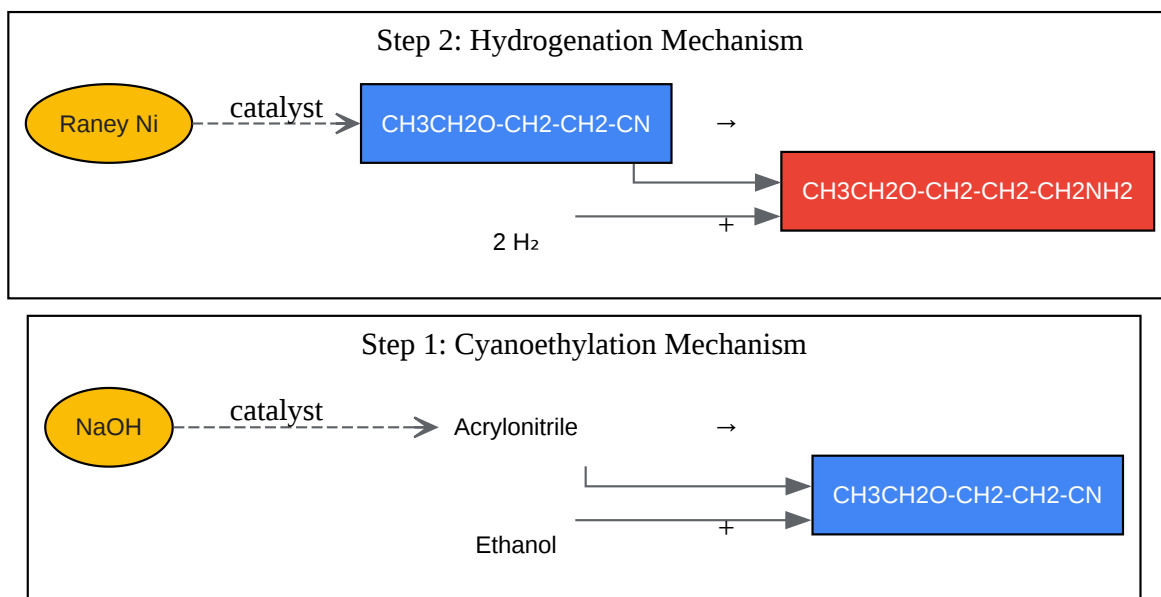 Step 2: Hydrogenation Mechanism
Raney Ni
catalyst
CH3CH2O-CH2-CH2-CN
→
CH3CH2O-CH2-CH2-CH2NH2
+
2 H₂
Step 1: Cyanoethylation Mechanism
NaOH
catalyst
Acrylonitrile
→
CH3CH2O-CH2-CH2-CN
+
Ethanol